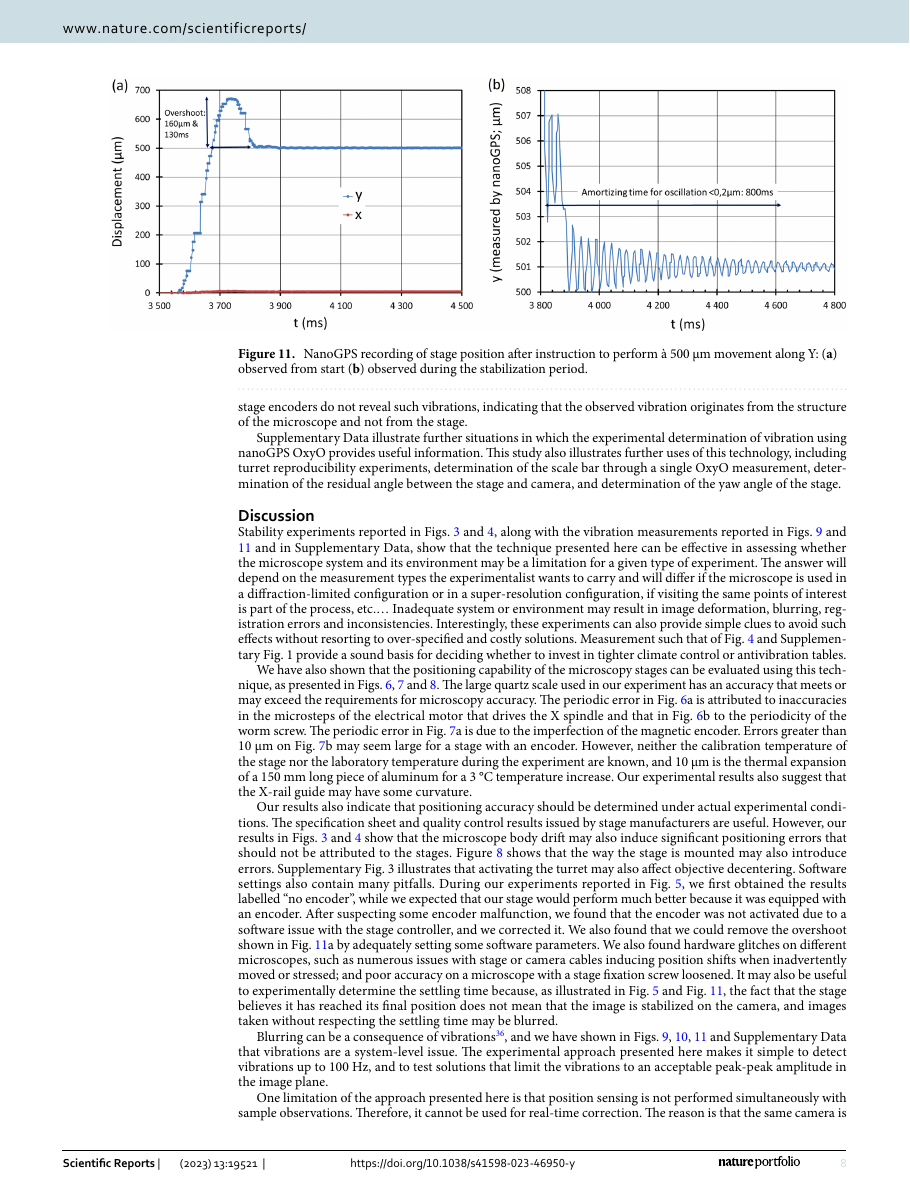 www.nature.com/scientificreports/
(a)
700
600
500
400
300
200
100
0
Displacement (µm)
Overshoot:
160µm &
130ms
y
x
3 500
3 700
3 900
4 100
4 300
4 500
t (ms)
(b)
508
507
506
505
504
503
502
501
500
y (measured by nanoGPS; µm)
Amortizing time for oscillation <0,2µm: 800ms
3 800
4 000
4 200
4 400
4 600
4 800
t (ms)
Figure 11. NanoGPS recording of stage position after instruction to perform à 500 µm movement along Y: (a)
observed from start (b) observed during the stabilization period.
stage encoders do not reveal such vibrations, indicating that the observed vibration originates from the structure
of the microscope and not from the stage.
Supplementary Data illustrate further situations in which the experimental determination of vibration using
nanoGPS OxyO provides useful information. This study also illustrates further uses of this technology, including
turret reproducibility experiments, determination of the scale bar through a single OxyO measurement, deter-
mination of the residual angle between the stage and camera, and determination of the yaw angle of the stage.
Discussion
Stability experiments reported in Figs. 3 and 4, along with the vibration measurements reported in Figs. 9 and
11 and in Supplementary Data, show that the technique presented here can be effective in assessing whether
the microscope system and its environment may be a limitation for a given type of experiment. The answer will
depend on the measurement types the experimentalist wants to carry and will differ if the microscope is used in
a diffraction-limited configuration or in a super-resolution configuration, if visiting the same points of interest
is part of the process, etc.… Inadequate system or environment may result in image deformation, blurring, reg-
istration errors and inconsistencies. Interestingly, these experiments can also provide simple clues to avoid such
effects without resorting to over-specified and costly solutions. Measurement such that of Fig. 4 and Supplemen-
tary Fig. 1 provide a sound basis for deciding whether to invest in tighter climate control or antivibration tables.
We have also shown that the positioning capability of the microscopy stages can be evaluated using this tech-
nique, as presented in Figs. 6, 7 and 8. The large quartz scale used in our experiment has an accuracy that meets or
may exceed the requirements for microscopy accuracy. The periodic error in Fig. 6a is attributed to inaccuracies
in the microsteps of the electrical motor that drives the X spindle and that in Fig. 6b to the periodicity of the
worm screw. The periodic error in Fig. 7a is due to the imperfection of the magnetic encoder. Errors greater than
10 µm on Fig. 7b may seem large for a stage with an encoder. However, neither the calibration temperature of
the stage nor the laboratory temperature during the experiment are known, and 10 µm is the thermal expansion
of a 150 mm long piece of aluminum for a 3 °C temperature increase. Our experimental results also suggest that
the X-rail guide may have some curvature.
Our results also indicate that positioning accuracy should be determined under actual experimental condi-
tions. The specification sheet and quality control results issued by stage manufacturers are useful. However, our
results in Figs. 3 and 4 show that the microscope body drift may also induce significant positioning errors that
should not be attributed to the stages. Figure 8 shows that the way the stage is mounted may also introduce
errors. Supplementary Fig. 3 illustrates that activating the turret may also affect objective decentering. Software
settings also contain many pitfalls. During our experiments reported in Fig. 5, we first obtained the results
labelled “no encoder”, while we expected that our stage would perform much better because it was equipped with
an encoder. After suspecting some encoder malfunction, we found that the encoder was not activated due to a
software issue with the stage controller, and we corrected it. We also found that we could remove the overshoot
shown in Fig. 11a by adequately setting some software parameters. We also found hardware glitches on different
microscopes, such as numerous issues with stage or camera cables inducing position shifts when inadvertently
moved or stressed; and poor accuracy on a microscope with a stage fixation screw loosened. It may also be useful
to experimentally determine the settling time because, as illustrated in Fig. 5 and Fig. 11, the fact that the stage
believes it has reached its final position does not mean that the image is stabilized on the camera, and images
taken without respecting the settling time may be blurred.
Blurring can be a consequence of vibrations36, and we have shown in Figs. 9, 10, 11 and Supplementary Data
that vibrations are a system-level issue. The experimental approach presented here makes it simple to detect
vibrations up to 100 Hz, and to test solutions that limit the vibrations to an acceptable peak-peak amplitude in
the image plane.
One limitation of the approach presented here is that position sensing is not performed simultaneously with
sample observations. Therefore, it cannot be used for real-time correction. The reason is that the same camera is
Scientific Reports | (2023) 13:19521 | https://doi.org/10.1038/s41598-023-46950-y natureportfolio 8